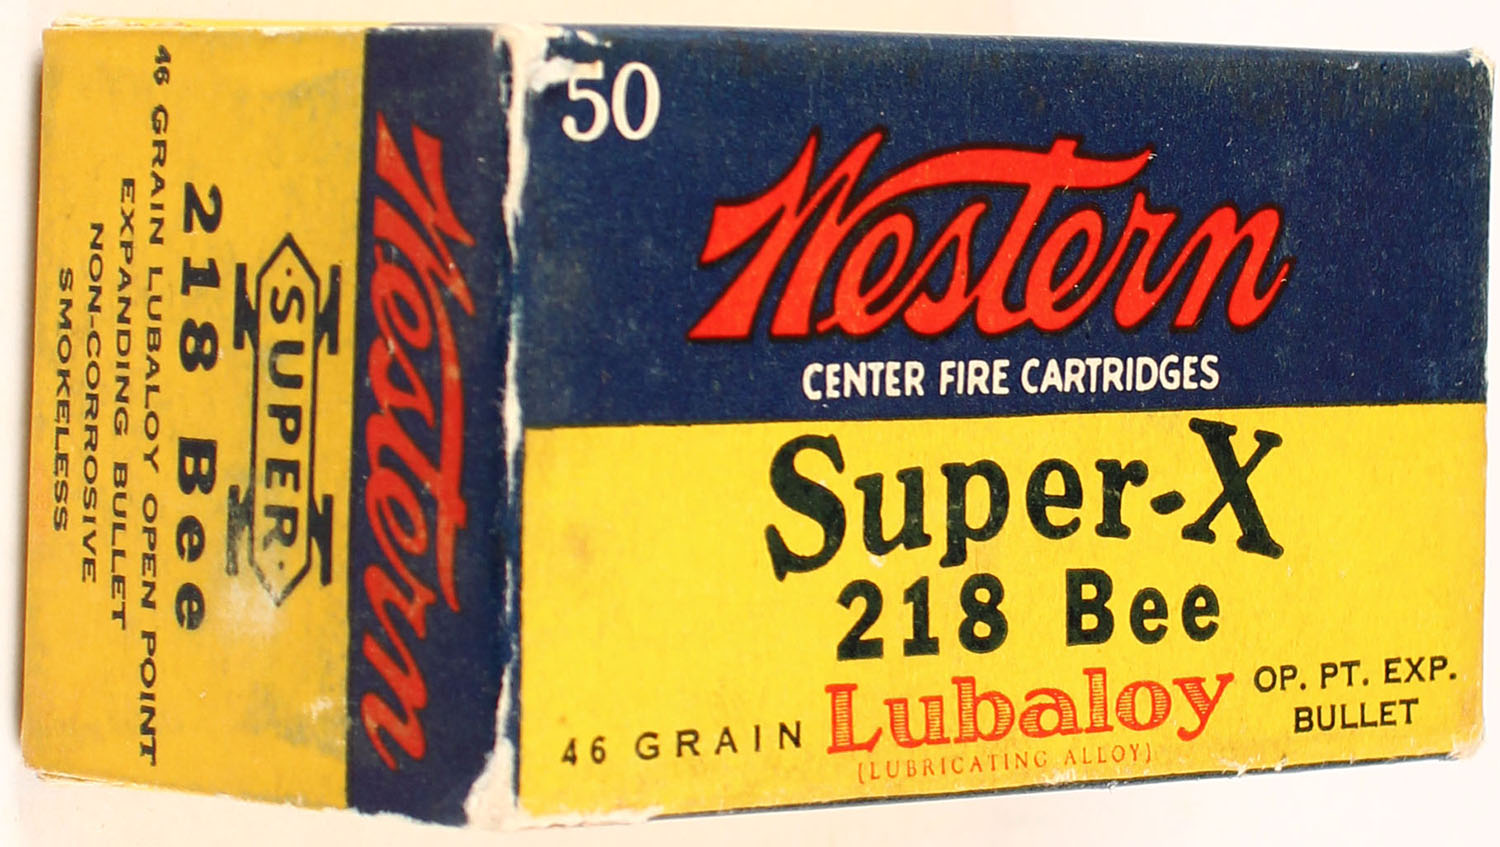 50
Western
CENTER FIRE CARTRIDGES
Super-X
218 Bee
46 GRAIN Lubaloy OP. PT. EXP.
BULLET
(LUBRICATING ALLOY)
Western
SUPER
X
218 Bee
46 GRAIN LUBALOY OPEN POINT
EXPANDING BULLET
NON-CORROSIVE
SMOKELESS